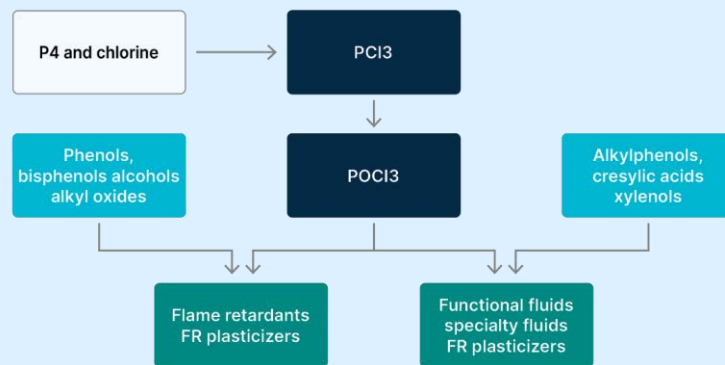 P4 and chlorine
PCl3
Phenols,
bisphenols alcohols
alkyl oxides
POCl3
Alkylphenols,
cresylic acids
xylenols
Flame retardants
FR plasticizers
Functional fluids
specialty fluids
FR plasticizers